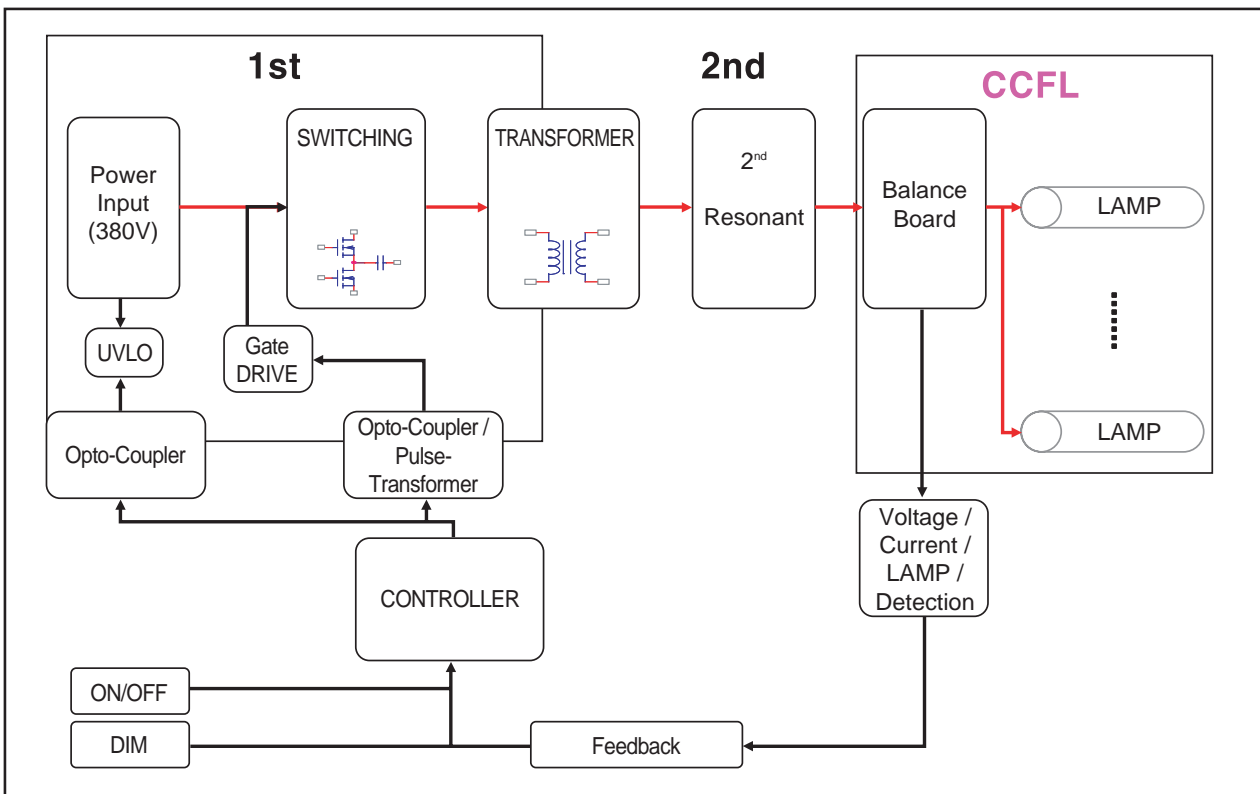 1st
2nd
CCFL
Power
Input
(380V)
SWITCHING
TRANSFORMER
2nd
Resonant
Balance
Board
LAMP
LAMP
UVLO
Gate
DRIVE
Opto-Coupler
Opto-Coupler /
Pulse-
Transformer
CONTROLLER
Voltage /
Current /
LAMP /
Detection
ON/OFF
DIM
Feedback